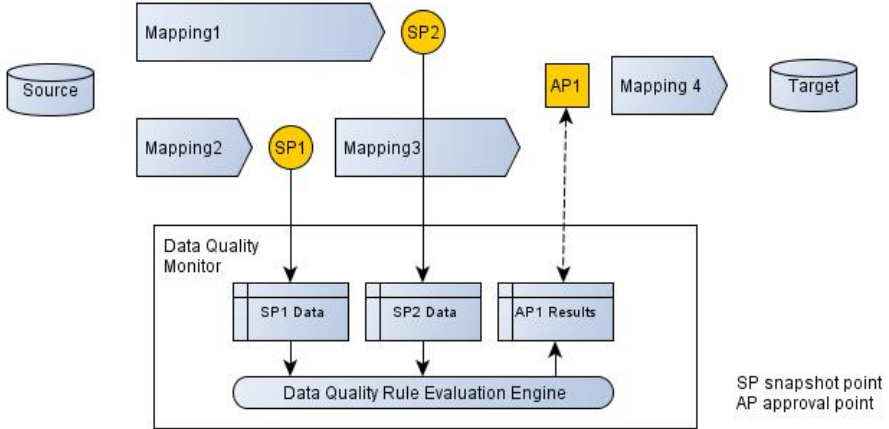 Mapping1
SP2
Source
AP1
Mapping 4
Target
Mapping2
SP1
Mapping3
Data Quality
Monitor
SP1 Data
SP2 Data
AP1 Results
Data Quality Rule Evaluation Engine
SP snapshot point
AP approval point